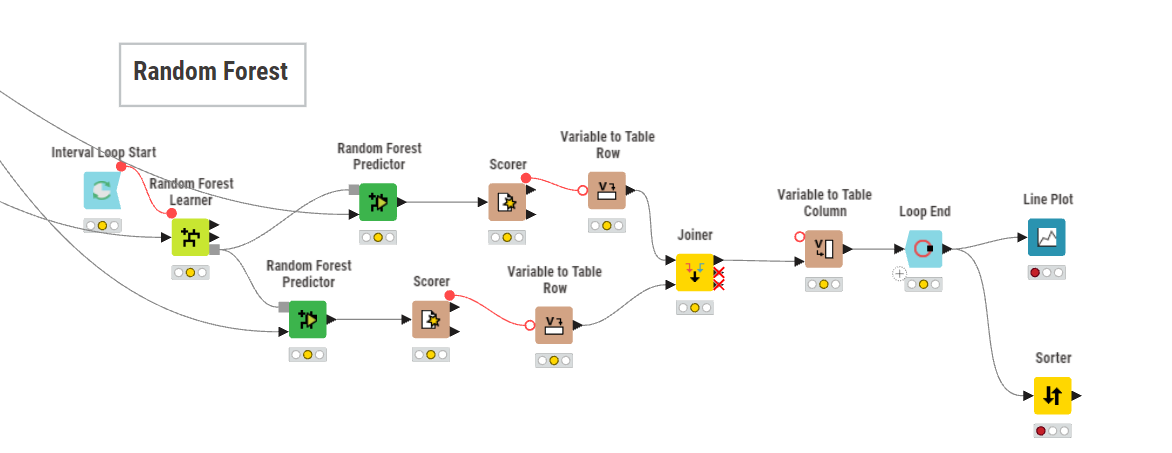 Random Forest
Interval Loop Start
Random Forest
Learner
Random Forest
Predictor
Scorer
Variable to Table
Row
Random Forest
Predictor
Scorer
Variable to Table
Row
Joiner
Variable to Table
Column
Loop End
Line Plot
Sorter